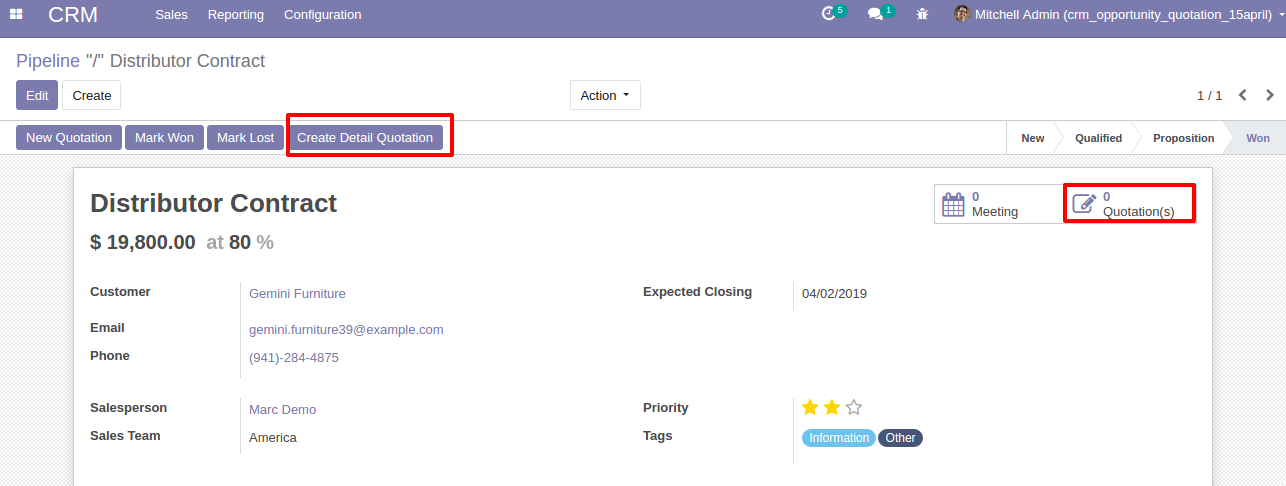 CRM Sales Reporting Configuration 5 1 Mitchell Admin (crm_opportunity_quotation_15april)
Pipeline "/" Distributor Contract
Edit Create Action 1 / 1
New Quotation Mark Won Mark Lost Create Detail Quotation New Qualified Proposition Won
Distributor Contract
0 Meeting
0 Quotation(s)
$ 19,800.00 at 80 %
Customer Gemini Furniture Expected Closing 04/02/2019
Email gemini.furniture39@example.com
Phone (941)-284-4875
Salesperson Marc Demo Priority
Sales Team America Tags Information Other